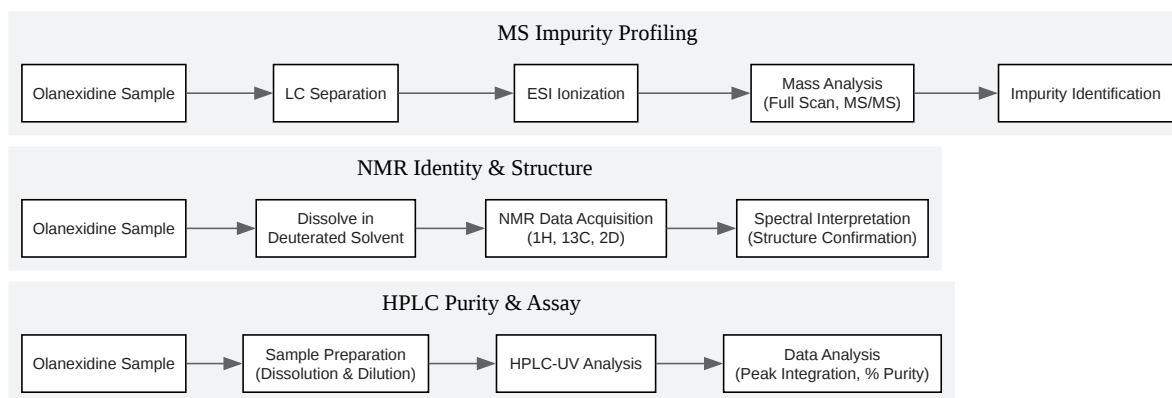 MS Impurity Profiling
Olanexidine Sample
LC Separation
ESI Ionization
Mass Analysis
(Full Scan, MS/MS)
Impurity Identification
NMR Identity & Structure
Olanexidine Sample
Dissolve in
Deuterated Solvent
NMR Data Acquisition
(1H, 13C, 2D)
Spectral Interpretation
(Structure Confirmation)
HPLC Purity & Assay
Olanexidine Sample
Sample Preparation
(Dissolution & Dilution)
HPLC-UV Analysis
Data Analysis
(Peak Integration, % Purity)